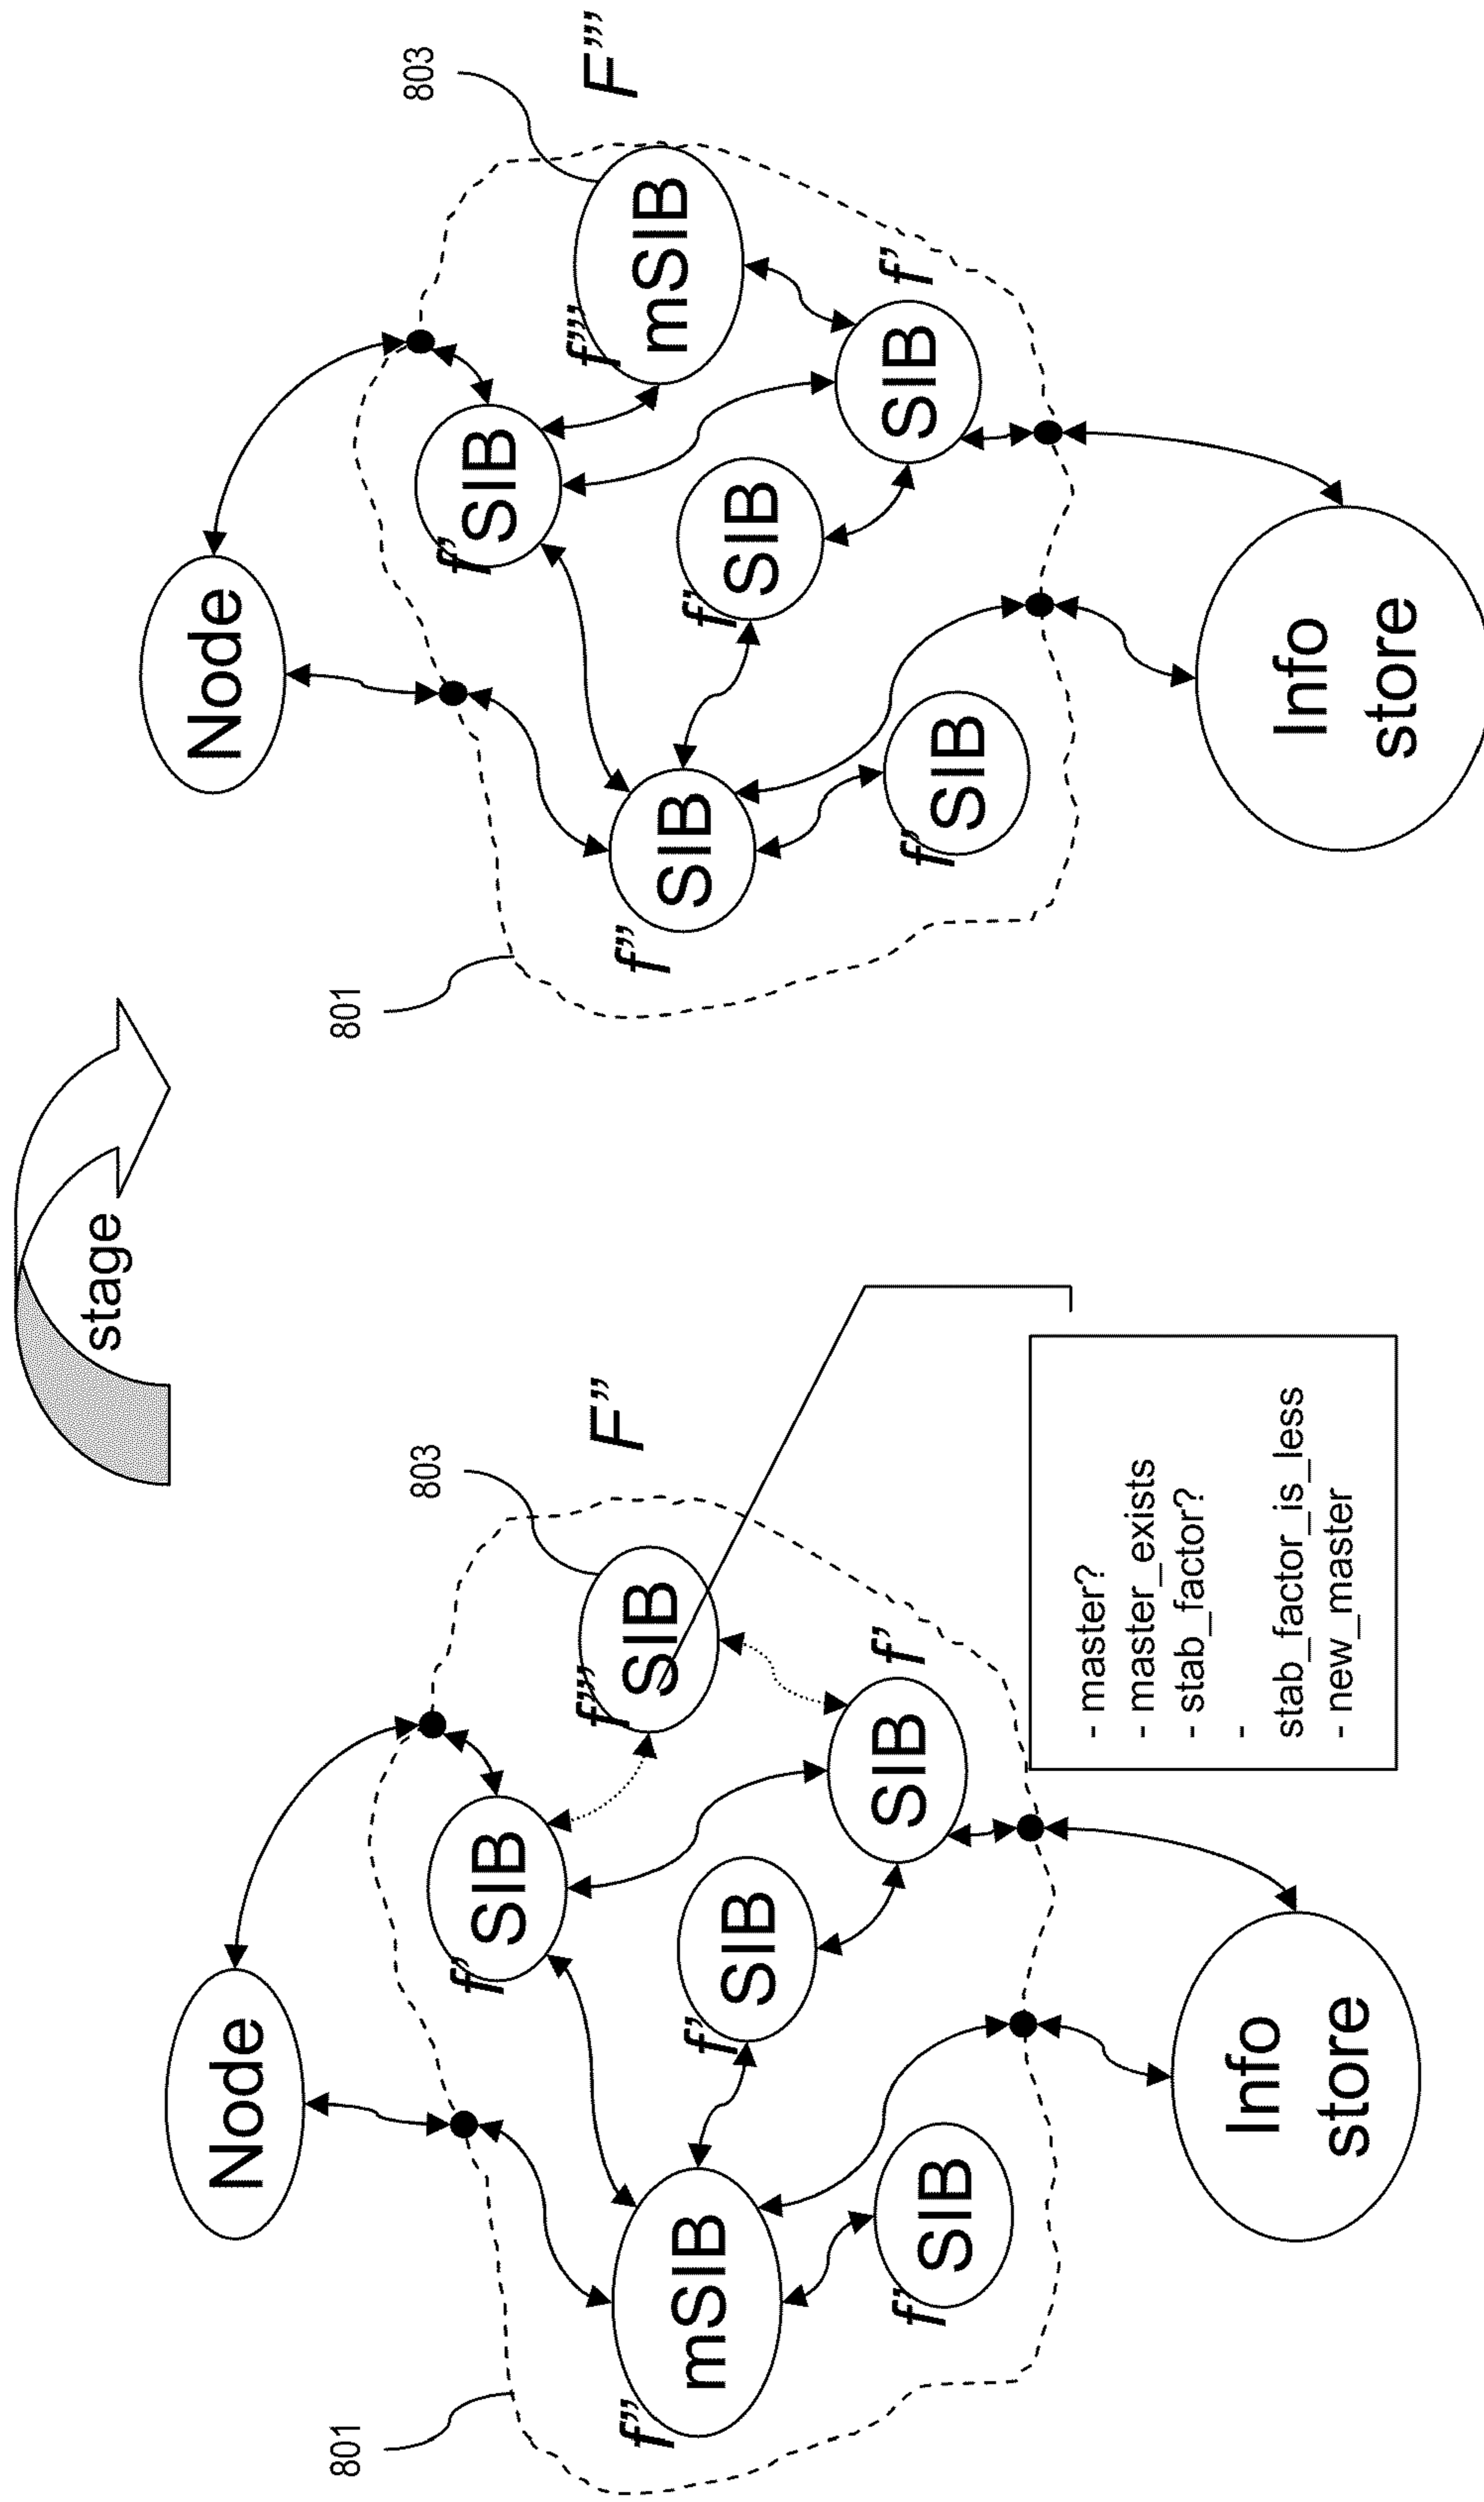 stage
801
Node
803
F”
f’
SIB
f”’
SIB
f”
mSIB
f’
SIB
SIB
f’
f’
SIB
Info
store
- master?
- master_exists
- stab_factor?
-
stab_factor_is_less
- new_master
801
Node
803
F”’
f’
SIB
f”’
mSIB
f”
SIB
f’
SIB
SIB
f’
f’
SIB
Info
store